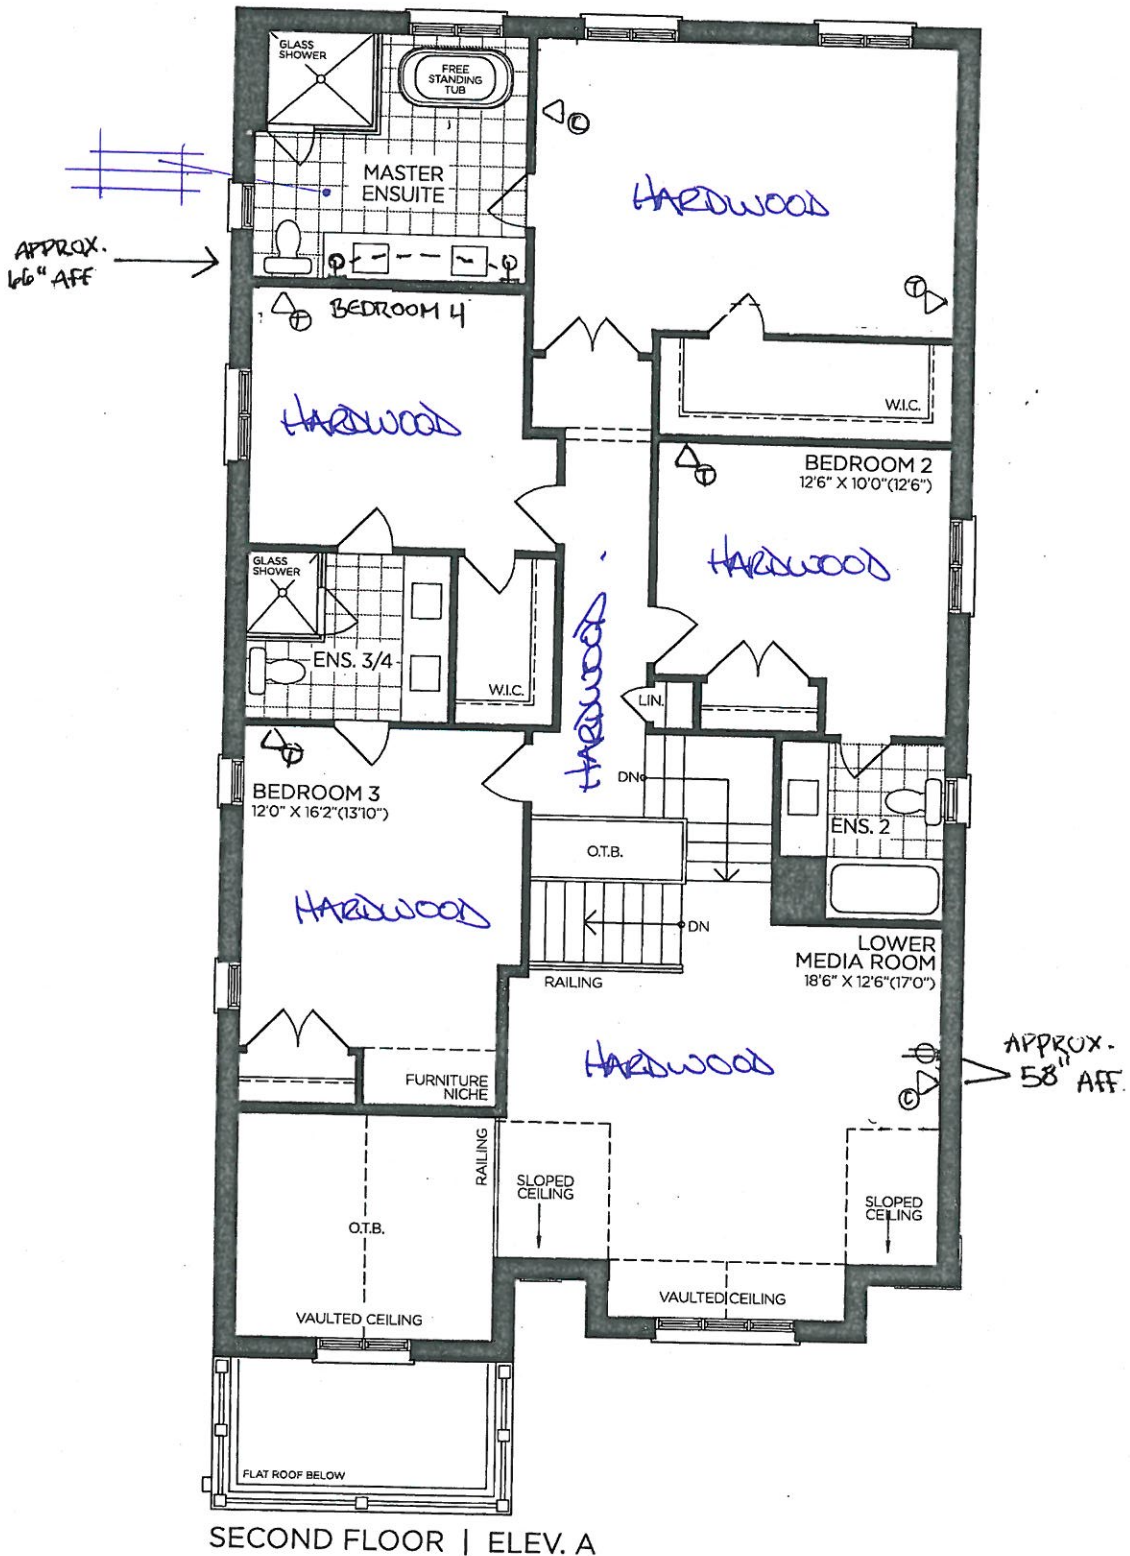 GLASS
SHOWER
FREE
STANDING
TUB
C
MASTER
ENSUITE
HARDWOOD
APPROX.
66" AFF
T
T
BEDROOM 4
W.I.C.
HARDWOOD
T
BEDROOM 2
12'6" X 10'0"(12'6")
HARDWOOD
GLASS
SHOWER
ENS. 3/4
W.I.C.
HARDWOOD
LIN.
T
BEDROOM 3
12'0" X 16'2"(13'10")
DN
ENS. 2
O.T.B.
HARDWOOD
DN
RAILING
LOWER
MEDIA ROOM
18'6" X 12'6"(17'0")
HARDWOOD
APPROX.
58" AFF.
C
FURNITURE
NICHE
RAILING
SLOPED
CEILING
SLOPED
CEILING
O.T.B.
VAULTED CEILING
VAULTED CEILING
FLAT ROOF BELOW
SECOND FLOOR | ELEV. A